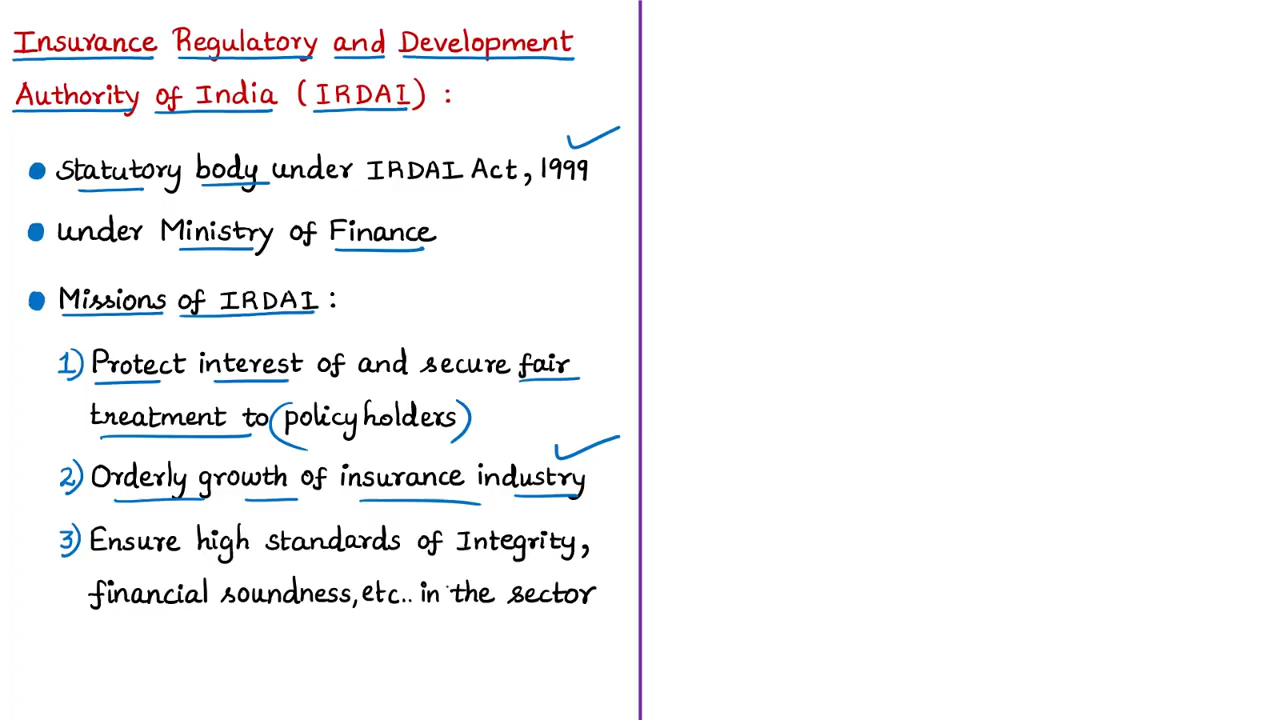 Insurance Regulatory and Development
Authority of India (IRDAI) :
• Statutory body under IRDAI Act, 1999
• under Ministry of Finance
• Missions of IRDAI :
1) Protect interest of and secure fair
treatment to (policyholders)
2) Orderly growth of insurance industry
3) Ensure high standards of Integrity,
financial soundness, etc.. in the sector